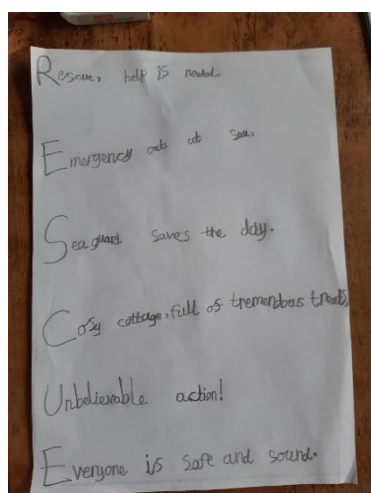 Rescue, help is needed.
Emergency out at sea.
Sea guard saves the day.
Cosy cottage, full of tremendous treats,
Unbelievable action!
Everyone is safe and sound.